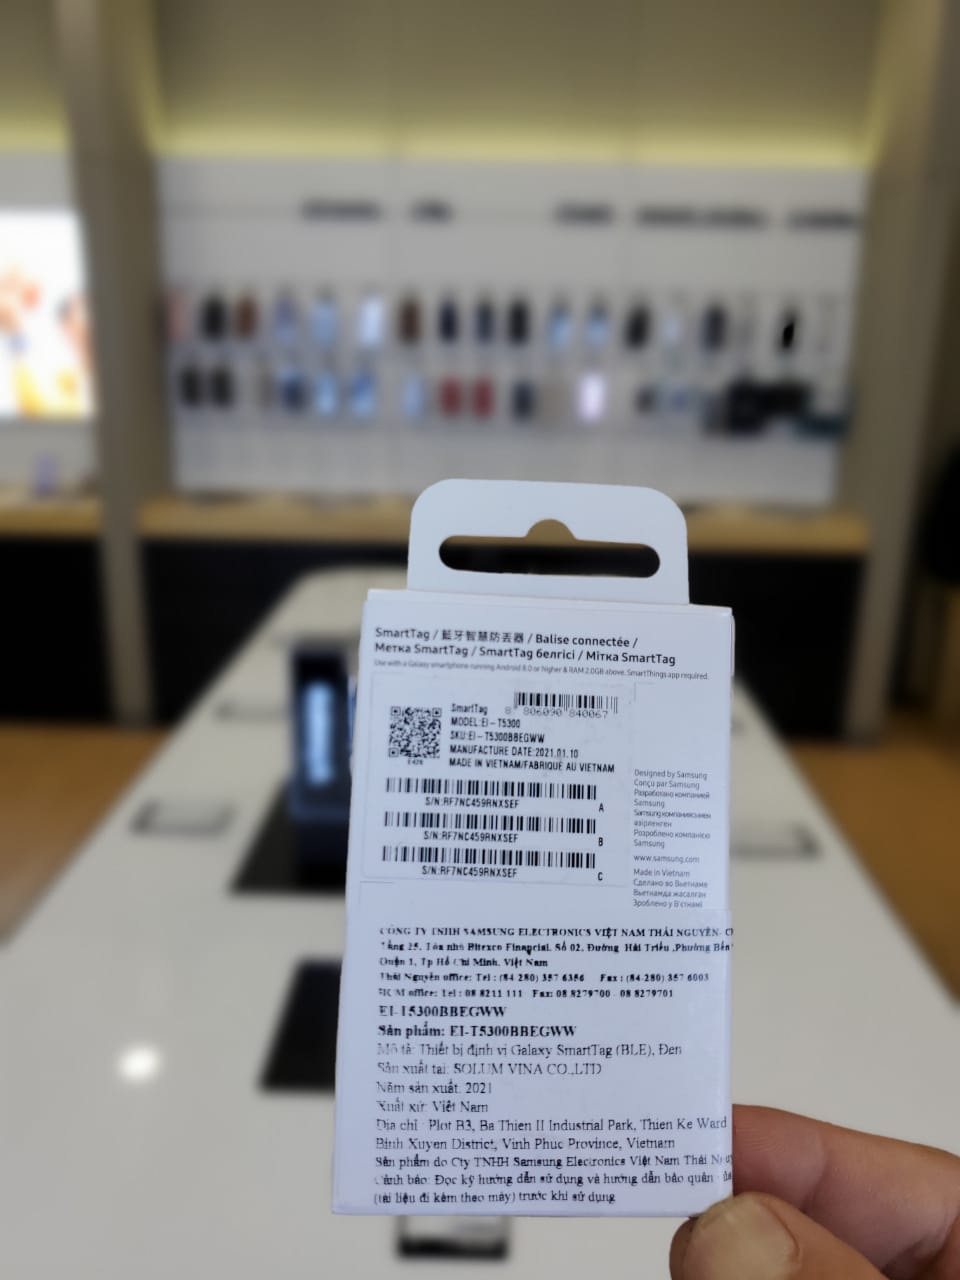 SmartTag / 藍牙智慧防丟器 / Balise connectée /
Метка SmartTag / SmartTag белгісі / Мітка SmartTag
Use with a Galaxy smartphone running Android 8.0 or higher & RAM 2.0GB above. SmartThings app required.
SmartTag
8 806090 840067
MODEL:EI-T5300
SKU:EI-T5300BBEGWW
MANUFACTURE DATE:2021.01.10
MADE IN VIETNAM/FABRIQUÉ AU VIETNAM
E428
S/N:RF7NC459RNXSEF A
S/N:RF7NC459RNXSEF B
S/N:RF7NC459RNXSEF C
Designed by Samsung
Conçu par Samsung
Разработано компанией
Samsung
Samsung компаниясымен
әзірленген
Розроблено компанією
Samsung
www.samsung.com
Made in Vietnam
Сделано во Вьетнаме
Вьетнамда жасалған
Зроблено у В'єтнамі
CÔNG TY TNHH SAMSUNG ELECTRONICS VIỆT NAM THÁI NGUYÊN-
Tầng 25, Tòa nhà Bitexco Financial, Số 02, Đường Hải Triều ,Phường Bến
Quận 1, Tp Hồ Chí Minh, Việt Nam
Thái Nguyên office: Tel : (84-280) 357 6356 Fax : (84-280) 357 6003
HCM office: Tel : 08 8211 111 Fax: 08 8279700 - 08 8279701
EI-T5300BBEGWW
Sản phẩm: EI-T5300BBEGWW
Mô tả: Thiết bị định vị Galaxy SmartTag (BLE), Đen
Sản xuất tại: SOLUM VINA CO.,LTD
Năm sản xuất: 2021
Xuất xứ: Việt Nam
Địa chỉ : Plot B3, Ba Thien II Industrial Park, Thien Ke Ward
Binh Xuyen District, Vinh Phuc Province, Vietnam
Sản phẩm do Cty TNHH Samsung Electronics Việt Nam Thái
Cảnh báo: Đọc kỹ hướng dẫn sử dụng và hướng dẫn bảo quản
(tài liệu đi kèm theo máy) trước khi sử dụng